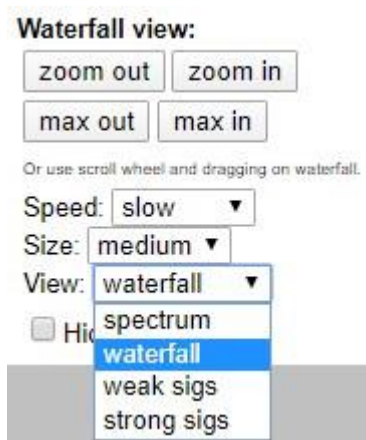 Waterfall view:
zoom out zoom in
max out max in
Or use scroll wheel and dragging on waterfall.
Speed: slow
Size: medium
View: waterfall
spectrum
waterfall
weak sigs
strong sigs